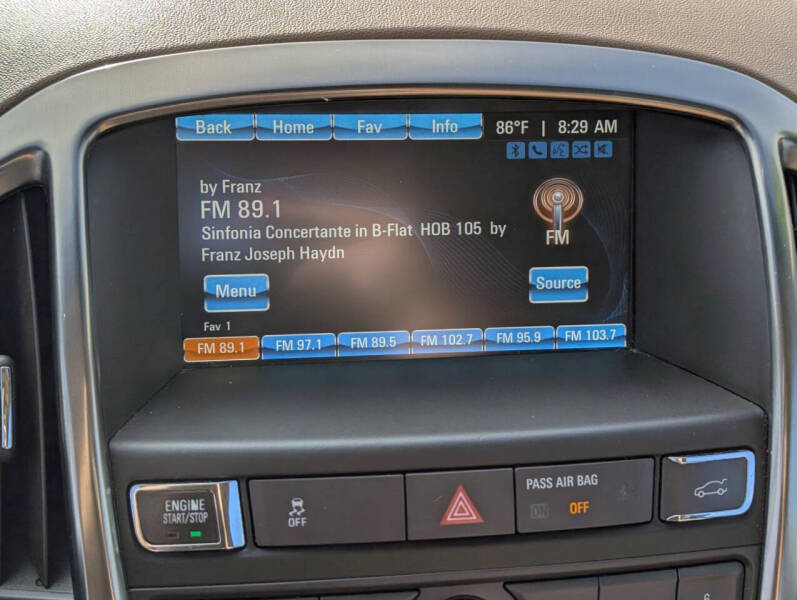 Back Home Fav Info 86°F | 8:29 AM
by Franz
FM 89.1
Sinfonia Concertante in B-Flat HOB 105 by
Franz Joseph Haydn
FM
Menu
Source
Fav 1
FM 89.1 FM 97.1 FM 89.5 FM 102.7 FM 95.9 FM 103.7
ENGINE
START/STOP
OFF
PASS AIR BAG
ON OFF
6